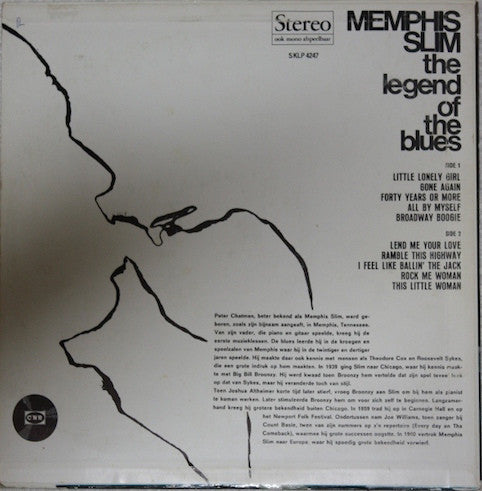 Stereo
ook mono afspeelbaar
SKLP 4247
MEMPHIS
SLIM
the
legend
of
the
blues
SIDE 1
LITTLE LONELY GIRL
GONE AGAIN
FORTY YEARS OR MORE
ALL BY MYSELF
BROADWAY BOOGIE
SIDE 2
LEND ME YOUR LOVE
RAMBLE THIS HIGHWAY
I FEEL LIKE BALLIN' THE JACK
ROCK ME WOMAN
THIS LITTLE WOMAN
Peter Chatman, beter bekend als Memphis Slim, werd ge-
boren, zoals zijn bijnaam aangeeft, in Memphis, Tennessee.
Van zijn vader, die piano en gitaar speelde, kreeg hij de
eerste muzieklessen. De blues leerde hij in de kroegen en
speelzalen van Memphis waar hij in de twintiger en dertiger
jaren speelde. Hij maakte daar ook kennis met mensen als Theodore Cox en Roosevelt Sykes,
die een grote indruk op hem maakten. In 1939 ging Slim naar Chicago, waar hij kennis maak-
te met Big Bill Broonzy. Hij werd kwaad toen Broonzy hem vertelde dat zijn spel teveel leek
op dat van Sykes, maar hij veranderde toch van stijl.
Toen Joshua Altheimer korte tijd later stierf, vroeg Broonzy aan Slim om bij hem als pianist
te komen werken. Later stimuleerde Broonzy hem om voor zich zelf te beginnen. Langzamer-
hand kreeg hij grotere bekendheid buiten Chicago. In 1959 trad hij op in Carnegie Hall en op
het Newport Folk Festival. Ondertussen nam Joe Williams, toen zanger bij
Count Basie, twee van zijn nummers op z'n repertoire (Every day en The
Comeback), waarmee hij grote successen oogstte. In 1960 vertrok Memphis
Slim naar Europa, waar hij spoedig grote bekendheid verwierf.
CNR